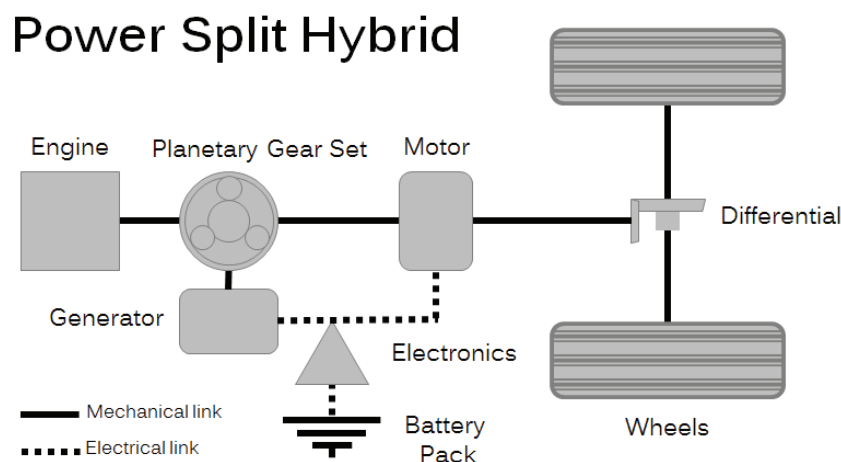 Power Split Hybrid
Engine
Planetary Gear Set
Motor
Differential
Generator
Electronics
Mechanical link
Electrical link
Battery
Pack
Wheels